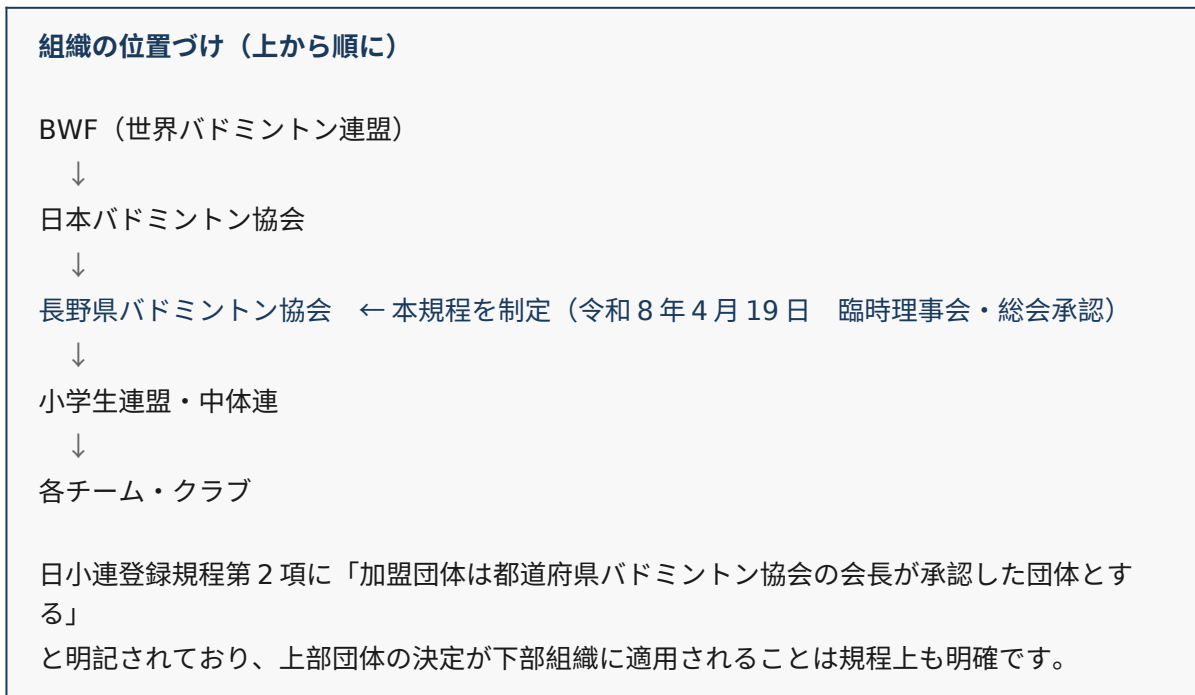 組織の位置づけ（上から順に）
BWF（世界バドミントン連盟）
↓
日本バドミントン協会
↓
長野県バドミントン協会　← 本規程を制定（令和 8 年 4 月 19 日　臨時理事会・総会承認）
↓
小学生連盟・中体連
↓
各チーム・クラブ
日小連登録規程第 2 項に「加盟団体は都道府県バドミントン協会の会長が承認した団体とす
る」
と明記されており、上部団体の決定が下部組織に適用されることは規程上も明確です。